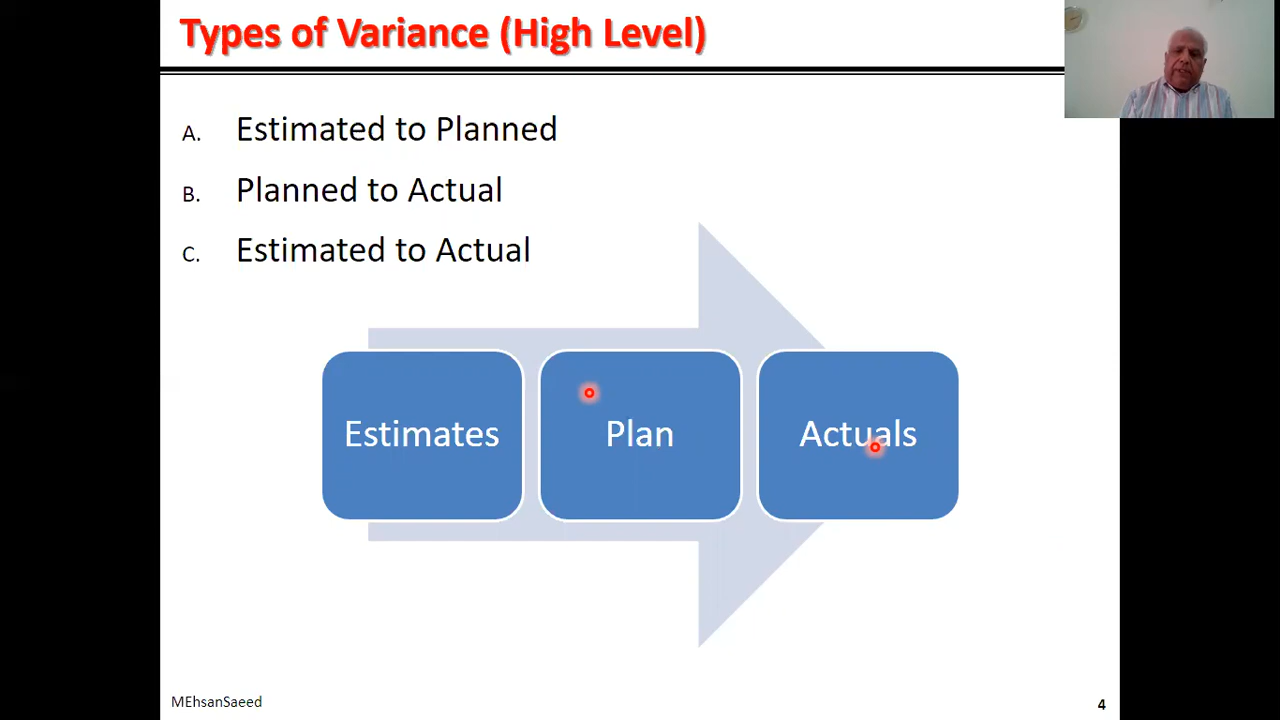 Types of Variance (High Level)
A. Estimated to Planned
B. Planned to Actual
C. Estimated to Actual
Estimates
Plan
Actuals
MEhsanSaeed
4